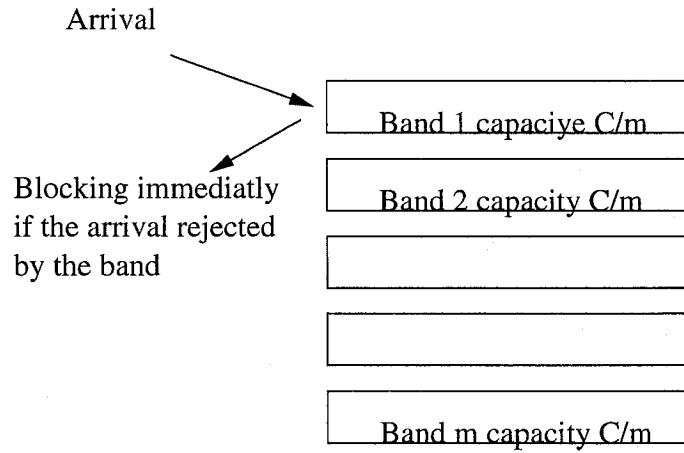 Arrival
Band 1 capaciye C/m
Blocking immediatly
if the arrival rejected
by the band
Band 2 capacity C/m
Band m capacity C/m